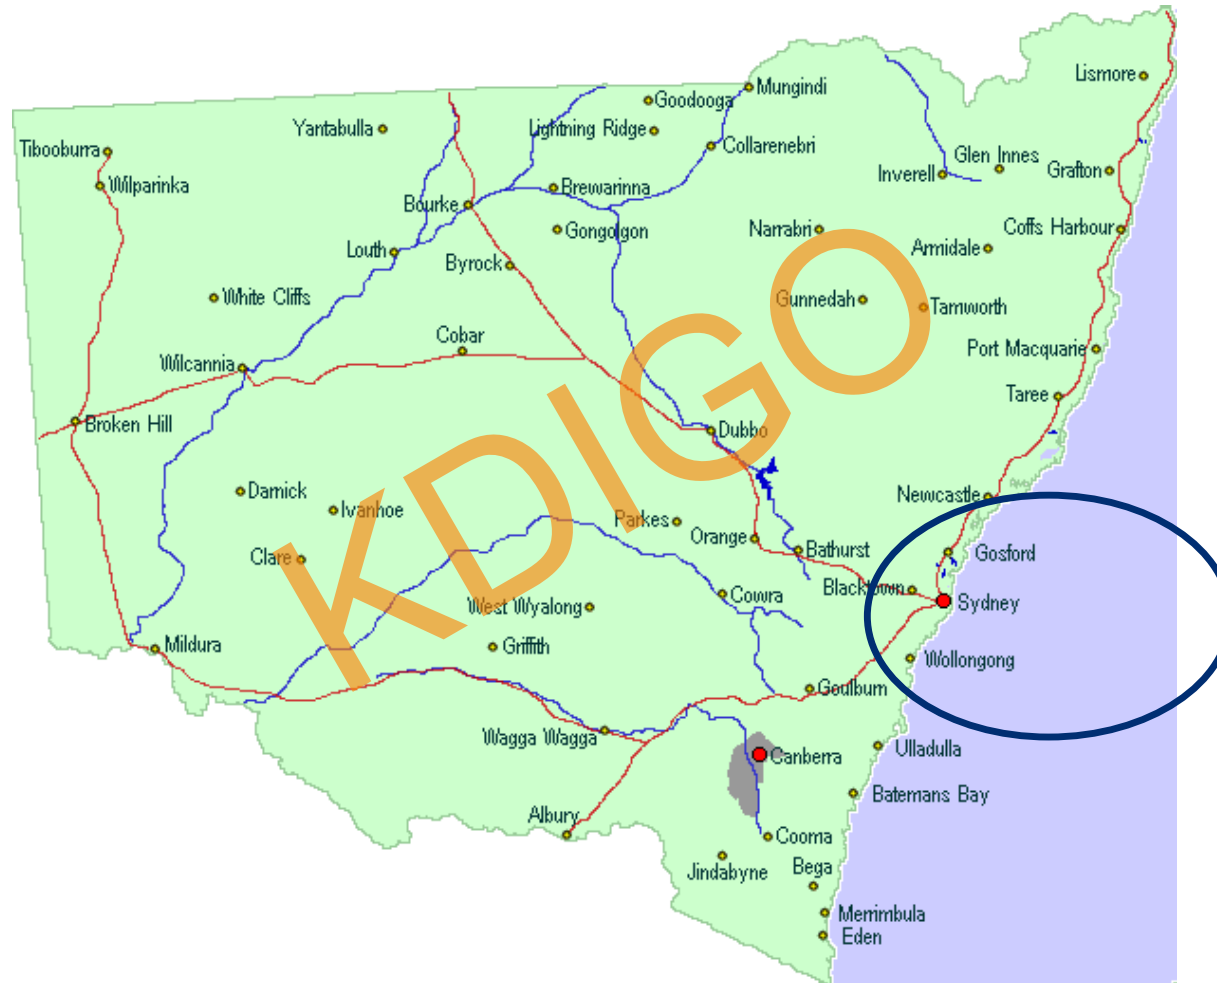 Lismore
Mungindi
Goodooga
Yantabulla
Lightning Ridge
Collarenebri
Tibooburra
Glen Innes
Inverell
Grafton
Wilparinka
Brewarinna
Bourke
Gongolgon
Narrabri
Coffs Harbour
Louth
Armidale
Byrock
White Cliffs
Gunnedah
Tamworth
Cobar
Port Macquarie
Wilcannia
Taree
Broken Hill
Dubbo
KDIGO
Darnick
Newcastle
Ivanhoe
Parkes
Orange
Bathurst
Gosford
Clare
Blacktown
Cowra
Sydney
West Wyalong
Mildura
Griffith
Wollongong
Goulburn
Wagga Wagga
Ulladulla
Canberra
Batemans Bay
Albury
Cooma
Jindabyne
Bega
Merrimbula
Eden